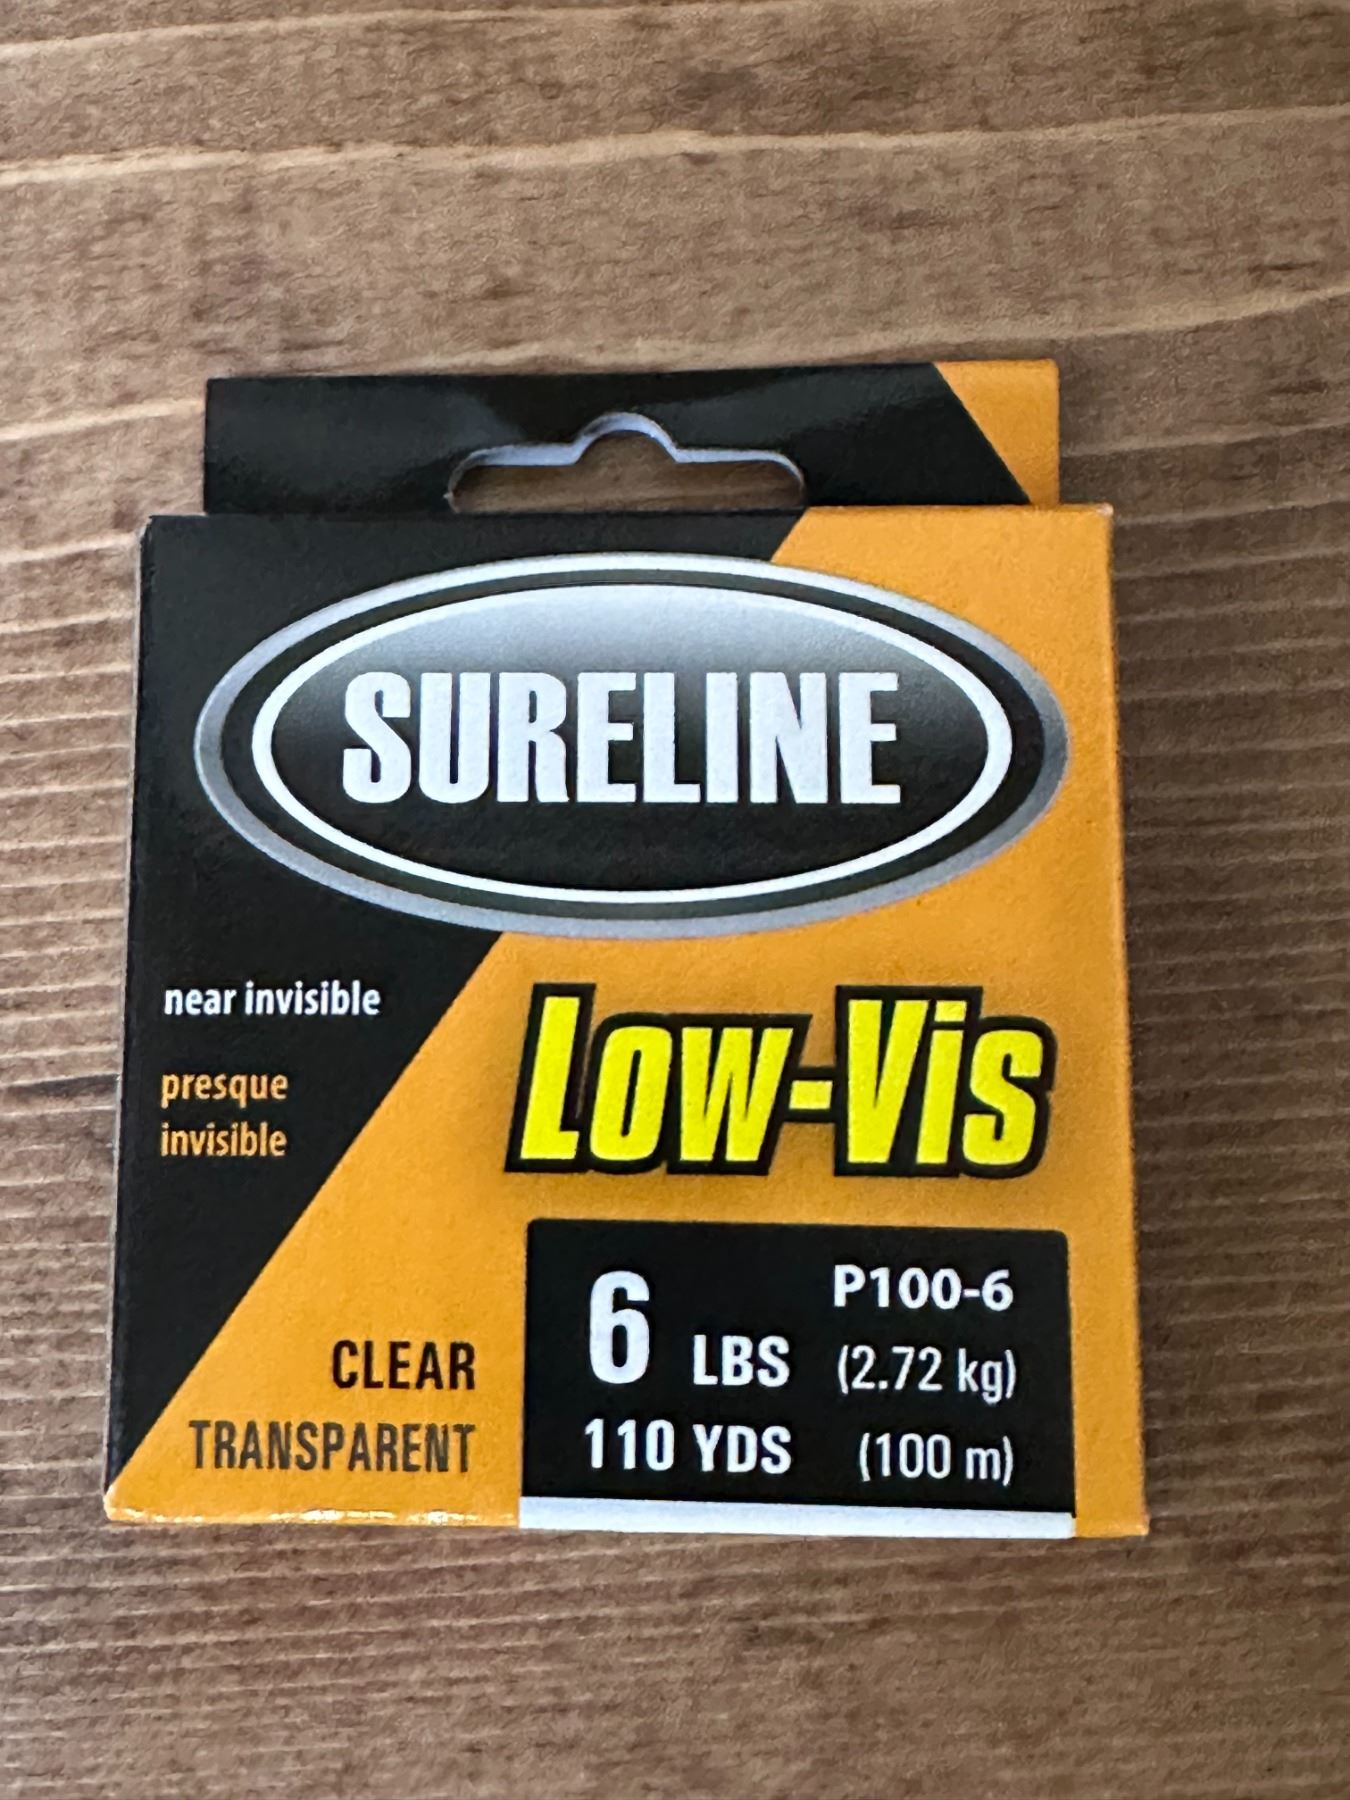 SURELINE
near invisible
presque
invisible
Low-Vis
CLEAR
TRANSPARENT
6 LBS
P100-6
(2.72 kg)
110 YDS (100 m)